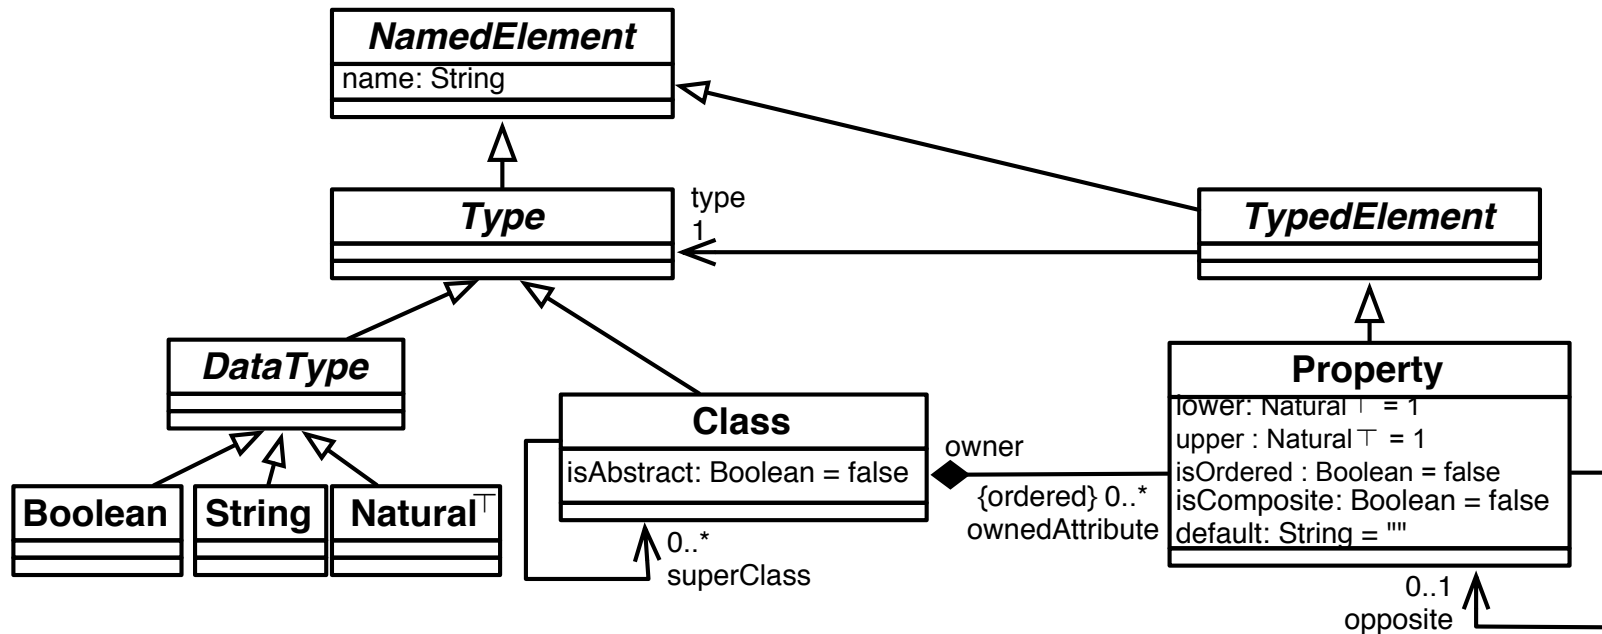 NamedElement
name: String
Type
type
1
TypedElement
DataType
Boolean
String
Natural⊤
Class
isAbstract: Boolean = false
0..*
superClass
owner
{ordered} 0..*
ownedAttribute
Property
lower: Natural⊤ = 1
upper : Natural⊤ = 1
isOrdered : Boolean = false
isComposite: Boolean = false
default: String = ""
0..1
opposite